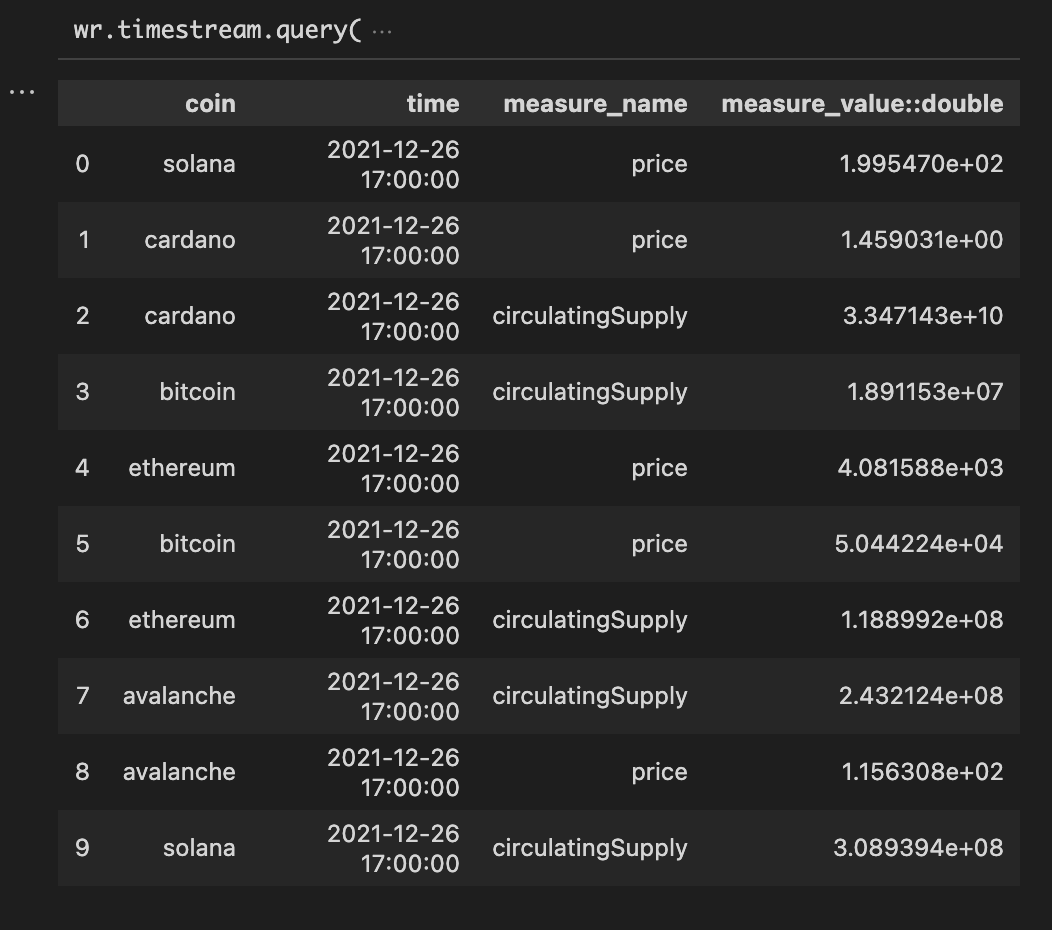 wr.timestream.query( ...
...
coin time measure_name measure_value::double
0 solana 2021-12-26 17:00:00 price 1.995470e+02
1 cardano 2021-12-26 17:00:00 price 1.459031e+00
2 cardano 2021-12-26 17:00:00 circulatingSupply 3.347143e+10
3 bitcoin 2021-12-26 17:00:00 circulatingSupply 1.891153e+07
4 ethereum 2021-12-26 17:00:00 price 4.081588e+03
5 bitcoin 2021-12-26 17:00:00 price 5.044224e+04
6 ethereum 2021-12-26 17:00:00 circulatingSupply 1.188992e+08
7 avalanche 2021-12-26 17:00:00 circulatingSupply 2.432124e+08
8 avalanche 2021-12-26 17:00:00 price 1.156308e+02
9 solana 2021-12-26 17:00:00 circulatingSupply 3.089394e+08